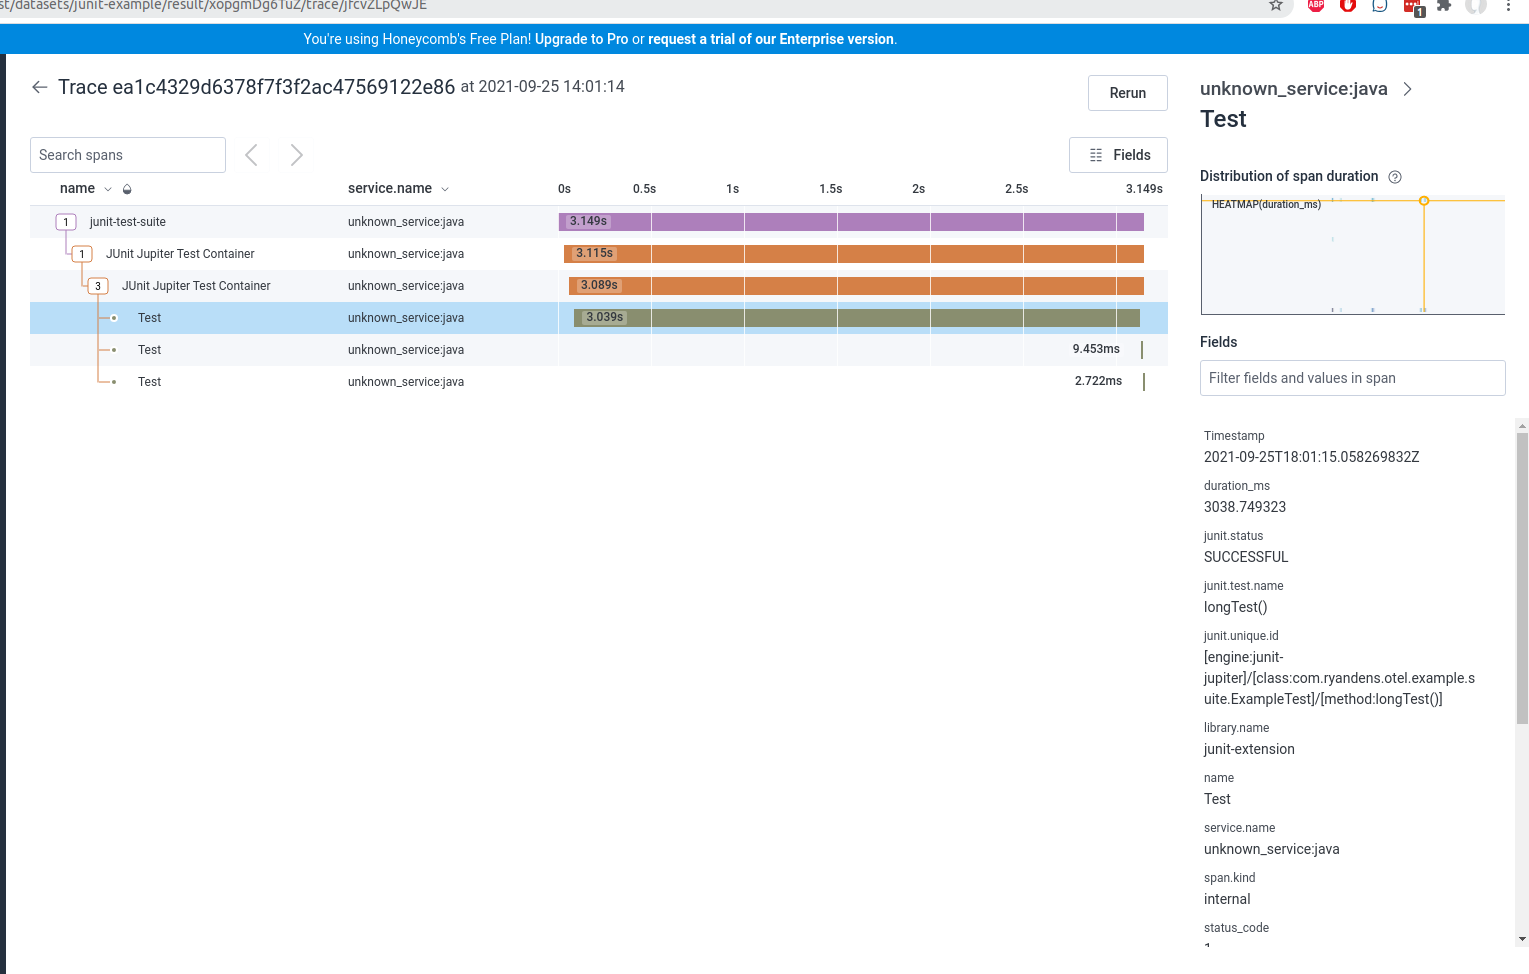 st/datasets/junit-example/result/xopgmDg6TuZ/trace/jfcvZLpQwJE
ABP
1
You're using Honeycomb's Free Plan! Upgrade to Pro or request a trial of our Enterprise version.
Trace ea1c4329d6378f7f3f2ac47569122e86 at 2021-09-25 14:01:14
Rerun
Search spans
Fields
name service.name 0s 0.5s 1s 1.5s 2s 2.5s 3.149s
1 junit-test-suite unknown_service:java 3.149s
1 JUnit Jupiter Test Container unknown_service:java 3.115s
3 JUnit Jupiter Test Container unknown_service:java 3.089s
Test unknown_service:java 3.039s
Test unknown_service:java 9.453ms
Test unknown_service:java 2.722ms
unknown_service:java
Test
Distribution of span duration ?
HEATMAP(duration_ms)
Fields
Filter fields and values in span
Timestamp
2021-09-25T18:01:15.058269832Z
duration_ms
3038.749323
junit.status
SUCCESSFUL
junit.test.name
longTest()
junit.unique.id
[engine:junit-
jupiter]/[class:com.ryandens.otel.example.s
uite.ExampleTest]/[method:longTest()]
library.name
junit-extension
name
Test
service.name
unknown_service:java
span.kind
internal
status_code